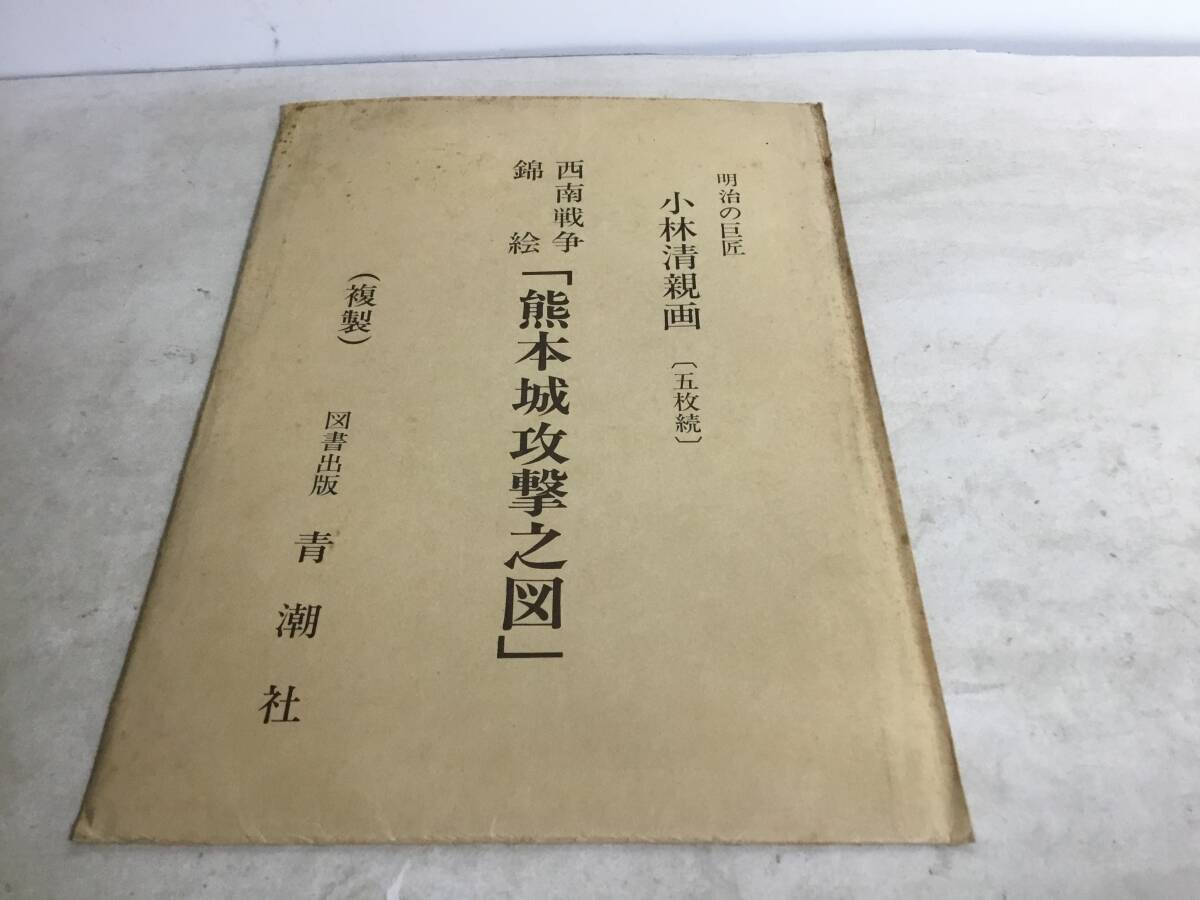 明治の巨匠
小林清親画〔五枚続〕
西南戦争
錦絵
「熊本城攻撃之図」
(複製)
図書出版 青潮社